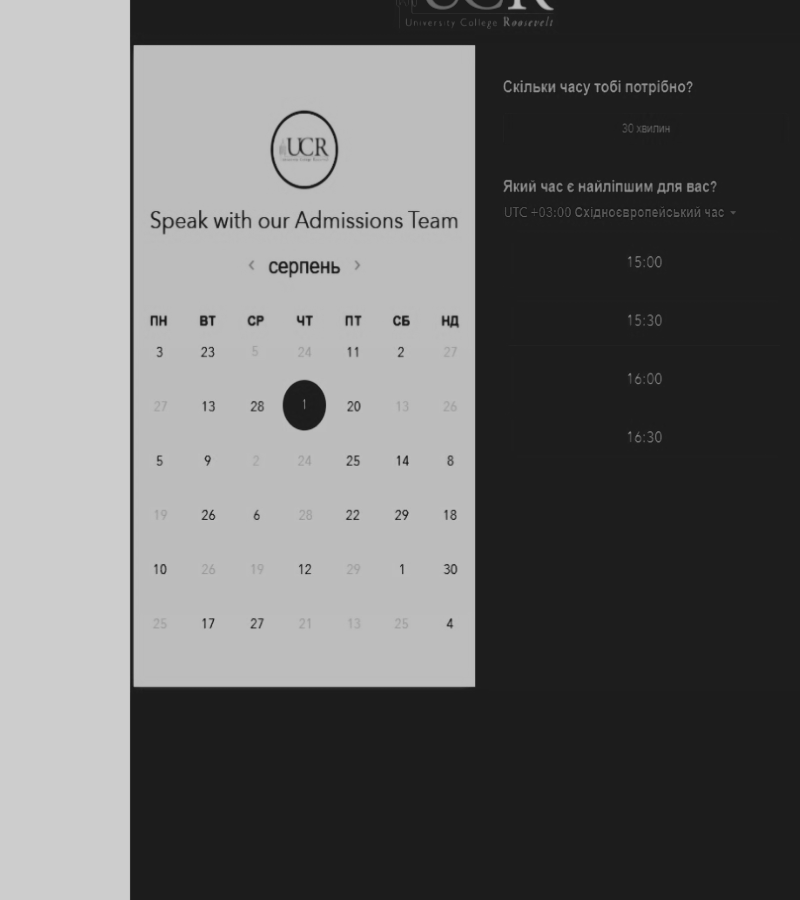 UCR
University College Roosevelt
UCR
Speak with our Admissions Team
‹ серпень ›
ПН ВТ СР ЧТ ПТ СБ НД
3 23 5 24 11 2 27
27 13 28 1 20 13 26
5 9 2 24 25 14 8
19 26 6 28 22 29 18
10 26 19 12 29 1 30
25 17 27 21 13 25 4
Скільки часу тобі потрібно?
30 хвилин
Який час є найліпшим для вас?
UTC +03:00 Східноєвропейський час
15:00
15:30
16:00
16:30